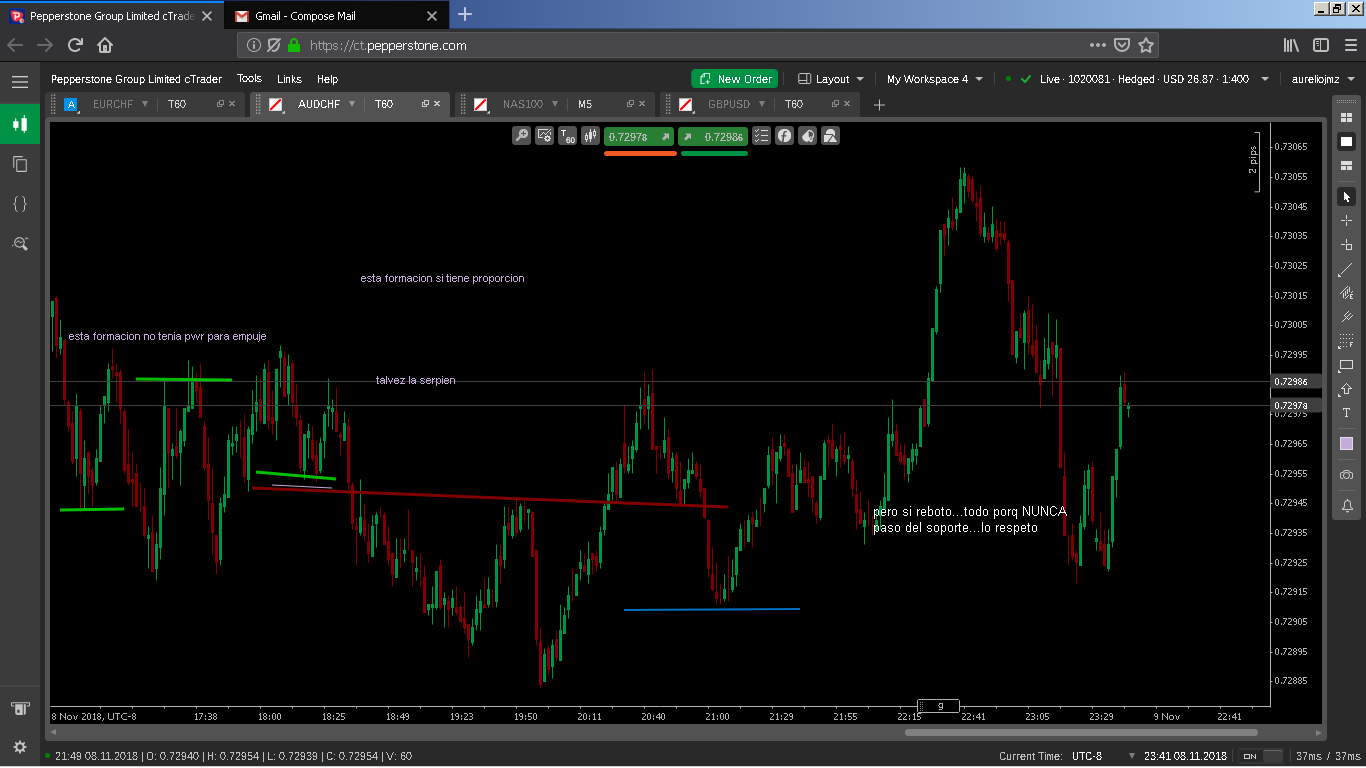 Pepperstone Group Limited cTrade
Gmail - Compose Mail
https://ct.pepperstone.com
Pepperstone Group Limited cTrader
Tools
Links
Help
New Order
Layout
My Workspace 4
Live · 1020081 · Hedged · USD 26.87 · 1:400
aureliojmz
A EURCHF T60
AUDCHF T60
NAS100 M5
GBPUSD T60
T60
0.72978
0.72986
2 pips
0.73065
0.73055
0.73045
0.73035
0.73025
0.73015
0.73005
0.72995
0.72986
0.72978
0.72975
0.72965
0.72955
0.72945
0.72935
0.72925
0.72915
0.72905
0.72895
0.72885
esta formacion si tiene proporcion
esta formacion no tenia pwr para empuje
talvez la serpien
pero si reboto...todo porq NUNCA
paso del soporte...lo respeto
g
8 Nov 2018, UTC-8
17:38
18:00
18:25
18:49
19:23
19:50
20:11
20:40
21:00
21:29
21:55
22:15
22:41
23:05
23:29
9 Nov
22:41
21:49 08.11.2018 | O: 0.72940 | H: 0.72954 | L: 0.72939 | C: 0.72954 | V: 60
Current Time: UTC-8
23:41 08.11.2018
ON
37ms / 37ms